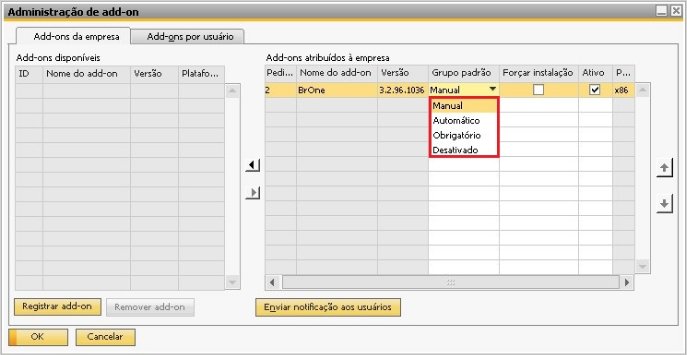 Administração de add-on
Add-ons da empresa
Add-ons por usuário
Add-ons disponíveis
ID Nome do add-on Versão Platafo...
Add-ons atribuídos à empresa
Pedi... Nome do add-on Versão Grupo padrão Forçar instalação Ativo P...
2 BrOne 3.2.96.1036 Manual x86
Manual
Automático
Obrigatório
Desativado
Registrar add-on
Remover add-on
Enviar notificação aos usuários
OK
Cancelar